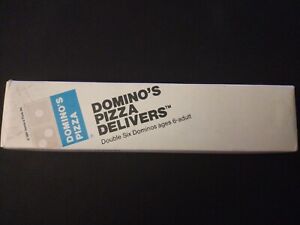 DOMINO'S
PIZZA
DOMINO'S
PIZZA
DELIVERS™
Double Six Dominos ages 6-adult